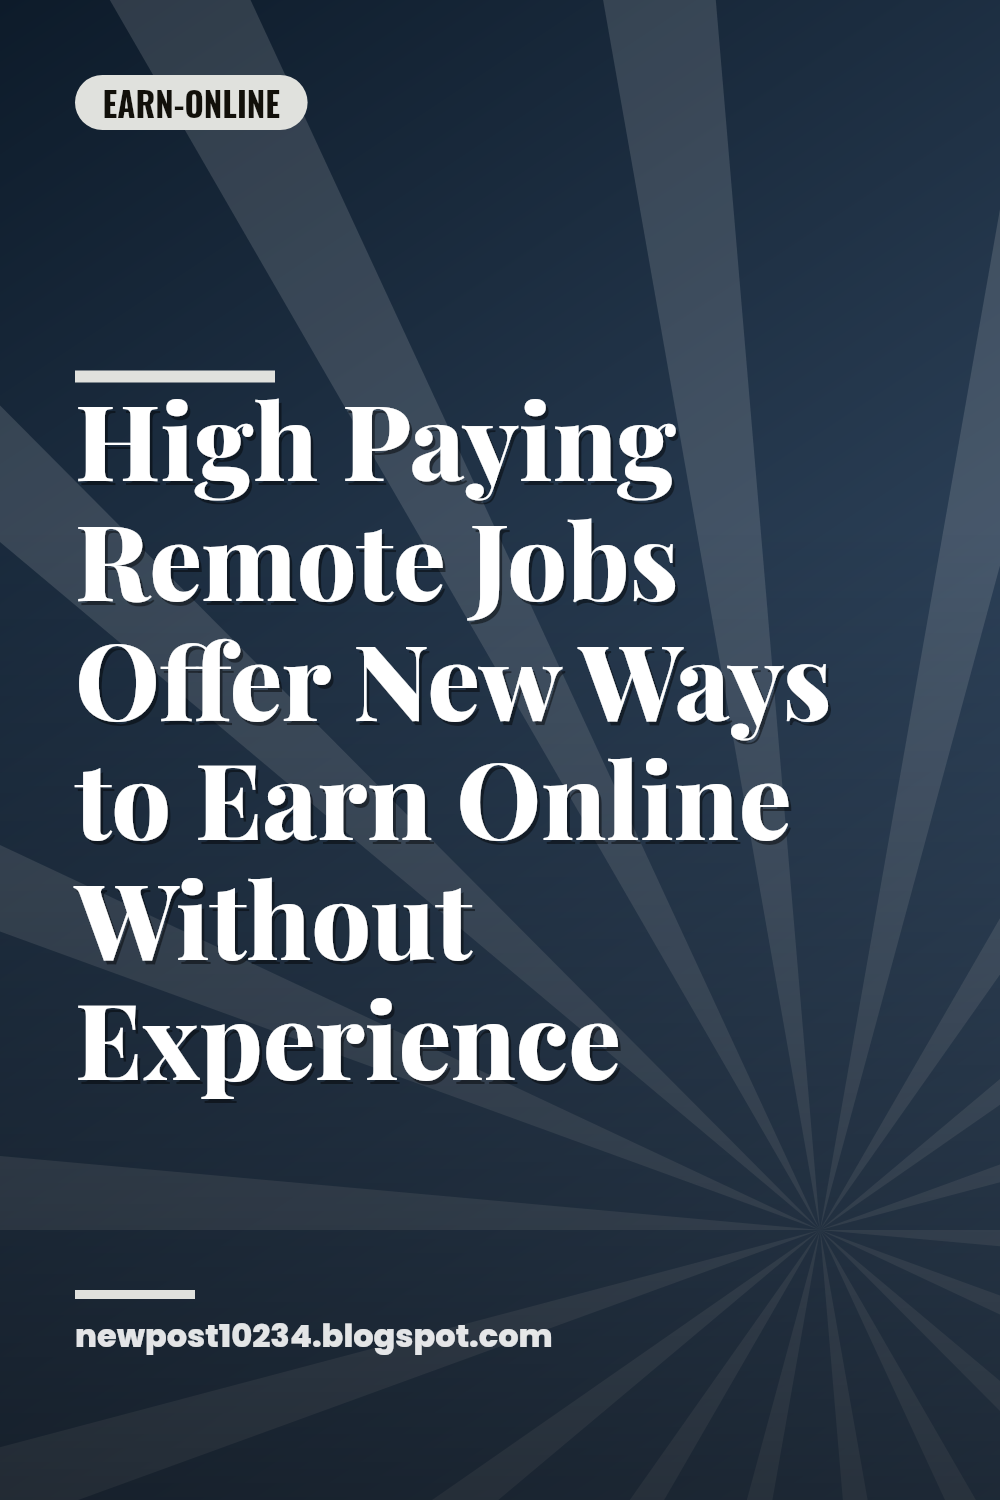 EARN-ONLINE
High Paying
Remote Jobs
Offer New Ways
to Earn Online
Without
Experience
newpost10234.blogspot.com